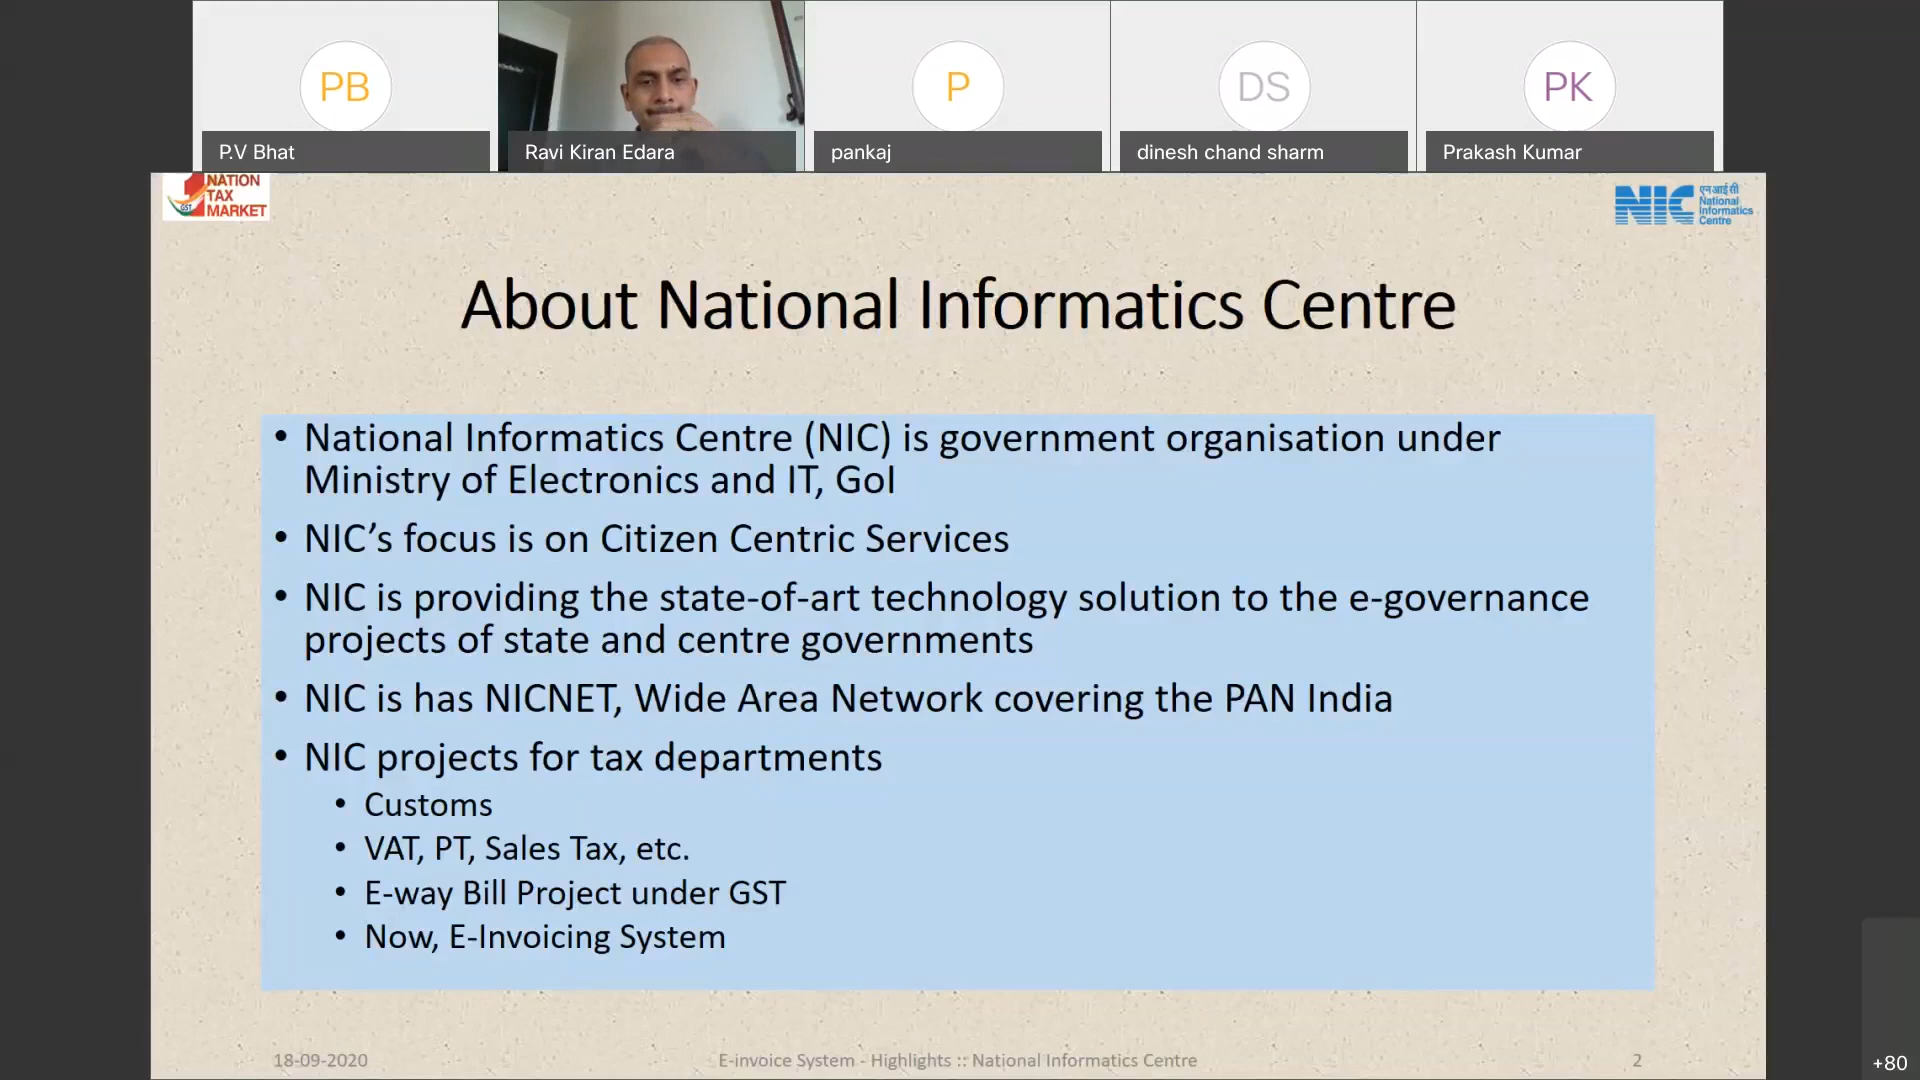 PB
P
DS
PK
P.V Bhat
Ravi Kiran Edara
pankaj
dinesh chand sharm
Prakash Kumar
NATION
TAX
MARKET
GST
NIC
एन आई सी
National
Informatics
Centre
About National Informatics Centre
• National Informatics Centre (NIC) is government organisation under
Ministry of Electronics and IT, GoI
• NIC’s focus is on Citizen Centric Services
• NIC is providing the state-of-art technology solution to the e-governance
projects of state and centre governments
• NIC is has NICNET, Wide Area Network covering the PAN India
• NIC projects for tax departments
• Customs
• VAT, PT, Sales Tax, etc.
• E-way Bill Project under GST
• Now, E-Invoicing System
18-09-2020
E-invoice System - Highlights :: National Informatics Centre
2
+80